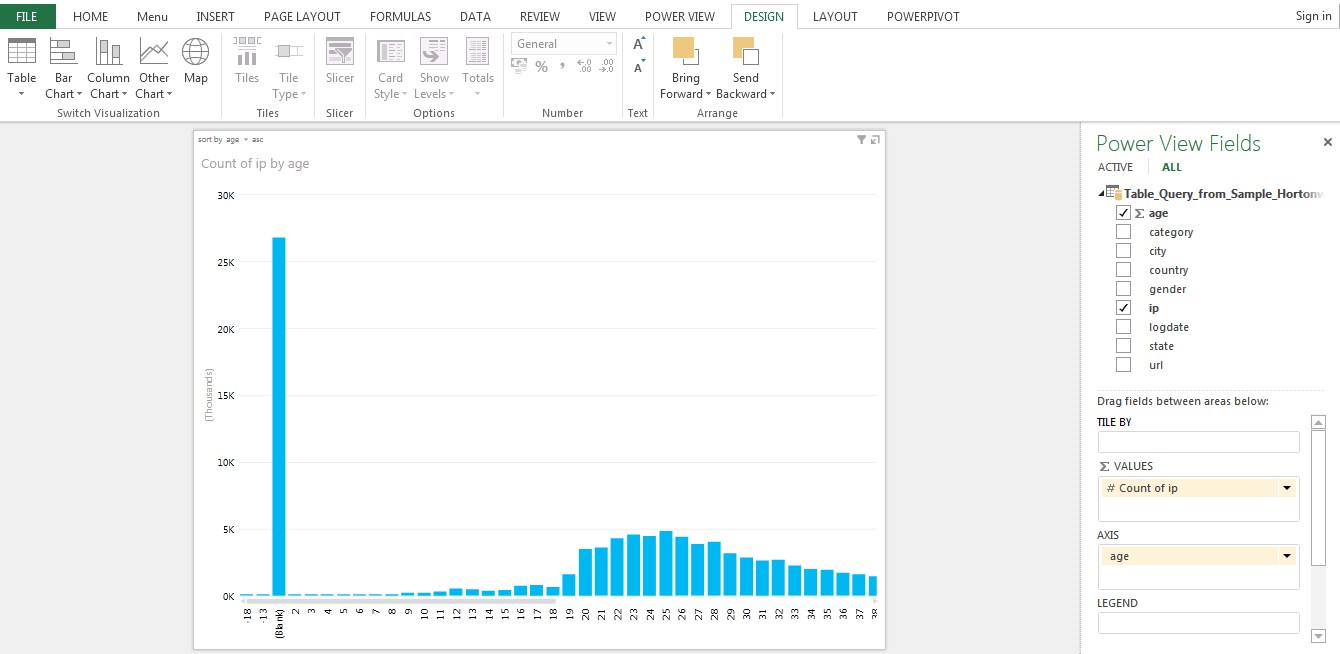 FILE HOME Menu INSERT PAGE LAYOUT FORMULAS DATA REVIEW VIEW POWER VIEW DESIGN LAYOUT POWERPIVOT Sign in
General
Table Bar Chart Column Chart Other Chart Map Tiles Tile Type Slicer Card Style Show Levels Totals % , A A Bring Forward Send Backward
Switch Visualization Tiles Slicer Options Number Text Arrange
sort by age asc
Count of ip by age
30K
25K
20K
15K
10K
5K
0K
(Thousands)
-18 -13 (Blank) 2 3 4 5 6 7 8 9 10 11 12 13 14 15 16 17 18 19 20 21 22 23 24 25 26 27 28 29 30 31 32 33 34 35 36 37 38
Power View Fields
ACTIVE ALL
Table_Query_from_Sample_Horton
Σ age
category
city
country
gender
ip
logdate
state
url
Drag fields between areas below:
TILE BY
Σ VALUES
# Count of ip
AXIS
age
LEGEND